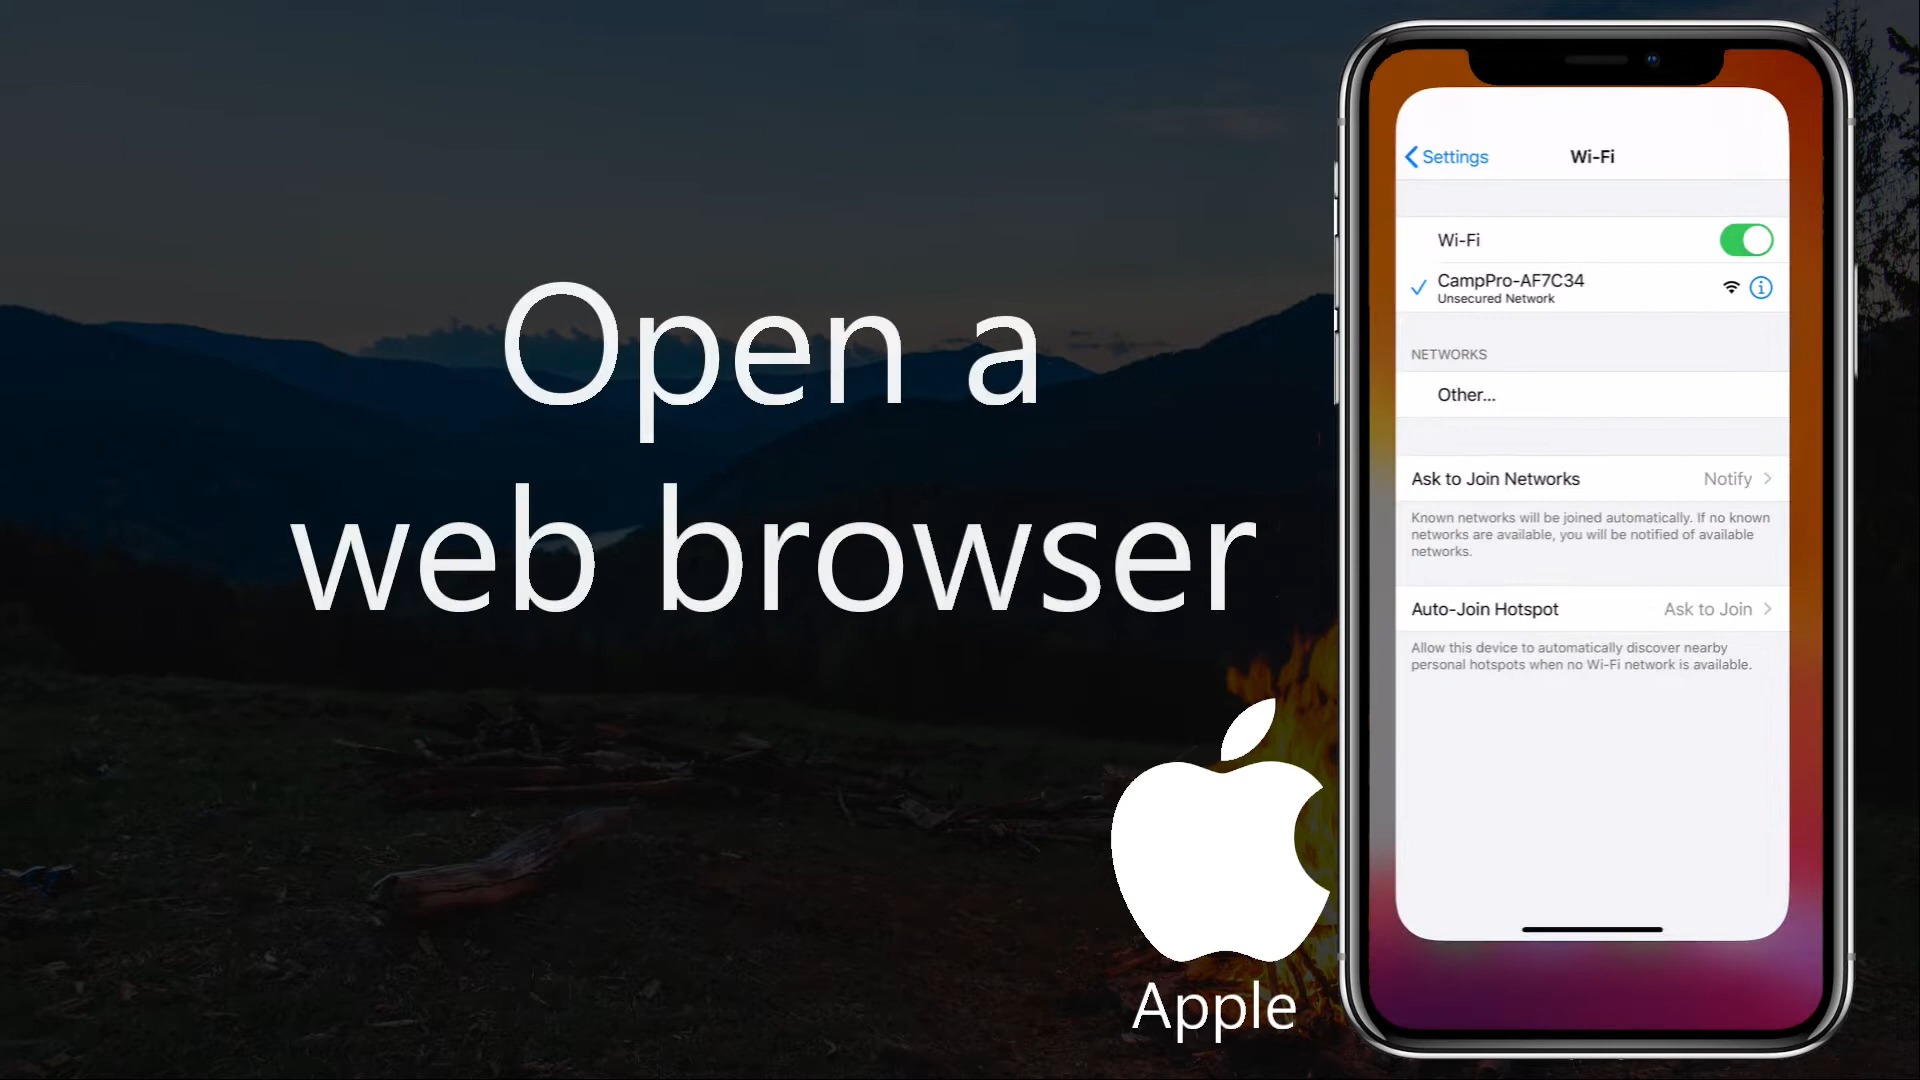 Open a
web browser
Apple
Settings
Wi-Fi
Wi-Fi
CampPro-AF7C34
Unsecured Network
NETWORKS
Other...
Ask to Join Networks
Notify
Known networks will be joined automatically. If no known
networks are available, you will be notified of available
networks.
Auto-Join Hotspot
Ask to Join
Allow this device to automatically discover nearby
personal hotspots when no Wi-Fi network is available.